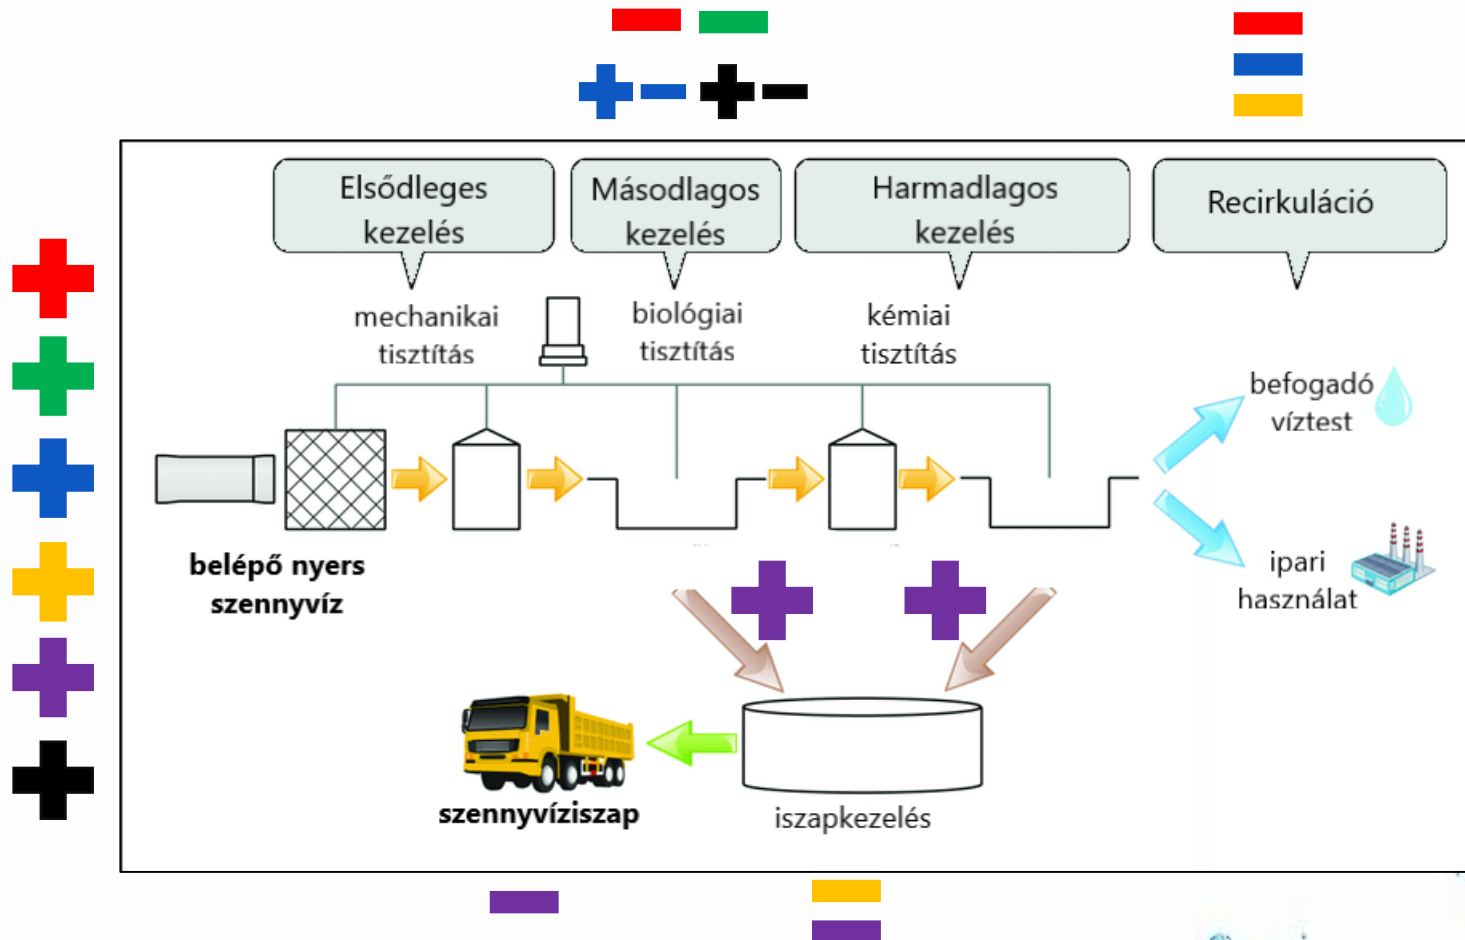 Elsődleges
kezelés
Másodlagos
kezelés
Harmadlagos
kezelés
Recirkuláció
mechanikai
tisztítás
biológiai
tisztítás
kémiai
tisztítás
befogadó
víztest
belépő nyers
szennyvíz
ipari
használat
szennyvíziszap
iszapkezelés